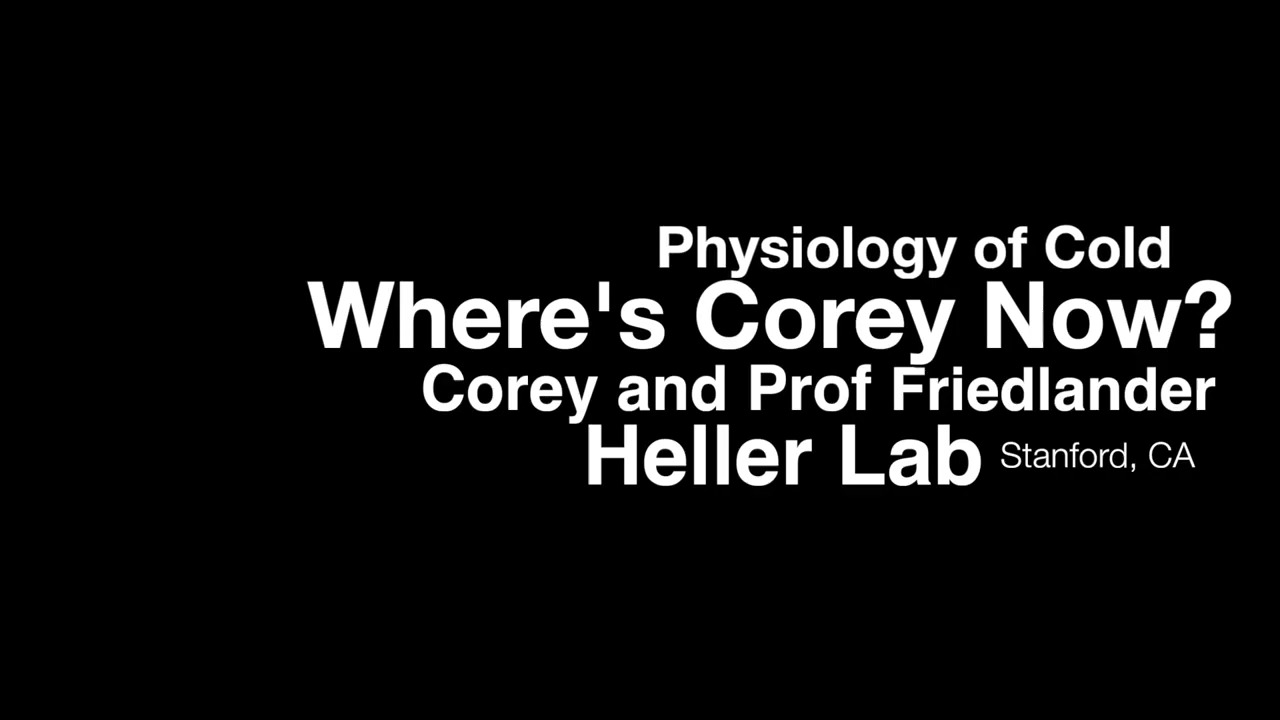 Physiology of Cold
Where's Corey Now?
Corey and Prof Friedlander
Heller Lab Stanford, CA